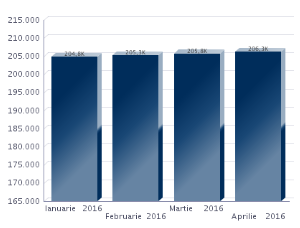 215.000
210.000
205.000
200.000
195.000
190.000
185.000
180.000
175.000
170.000
165.000
204,8K
205,3K
205,8K
206,3K
Ianuarie 2016
Februarie 2016
Martie 2016
Aprilie 2016